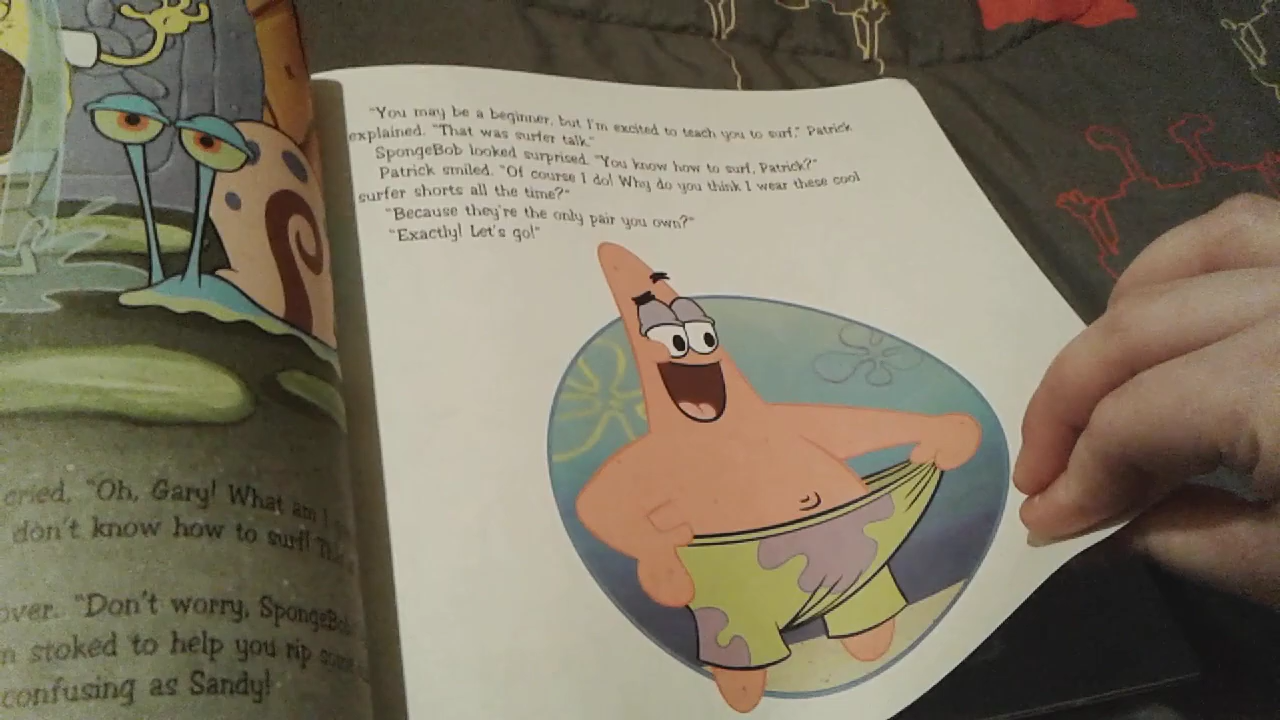 cried, "Oh, Gary! What am I
don't know how to surf!
over. "Don't worry, SpongeB
n stoked to help you rip some
confusing as Sandy!
"You may be a beginner, but I'm excited to teach you to surf," Patrick
explained. "That was surfer talk."
SpongeBob looked surprised. "You know how to surf, Patrick?"
Patrick smiled. "Of course I do! Why do you think I wear these cool
surfer shorts all the time?"
"Because they're the only pair you own?"
"Exactly! Let's go!"